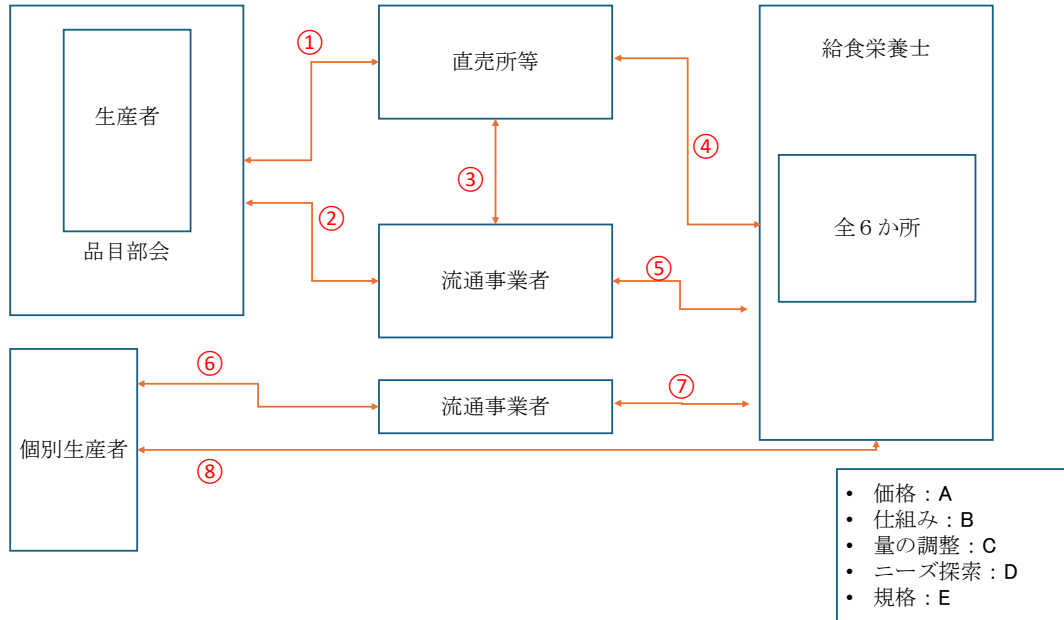 ①
直売所等
給食栄養士
生産者
④
③
②
全６か所
品目部会
流通事業者
⑤
⑥
流通事業者
⑦
個別生産者
⑧
• 価格：A
• 仕組み：B
• 量の調整：C
• ニーズ探索：D
• 規格：E